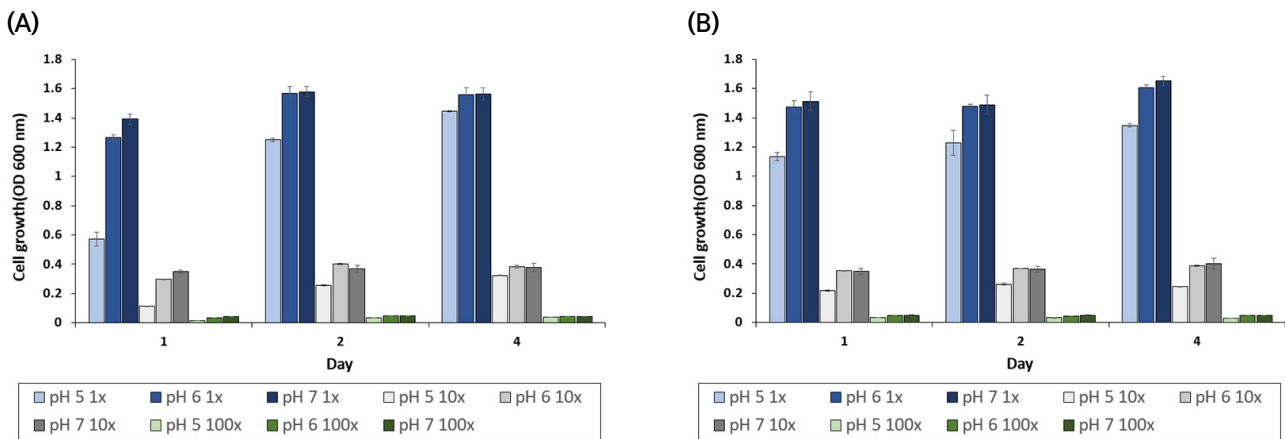 (A)
Cell growth(OD 600 nm)
1.8
1.6
1.4
1.2
1
0.8
0.6
0.4
0.2
0
1 2 4
Day
pH 5 1x pH 6 1x pH 7 1x pH 5 10x pH 6 10x
pH 7 10x pH 5 100x pH 6 100x pH 7 100x
(B)
Cell growth(OD 600 nm)
1.8
1.6
1.4
1.2
1
0.8
0.6
0.4
0.2
0
1 2 4
Day
pH 5 1x pH 6 1x pH 7 1x pH 5 10x pH 6 10x
pH 7 10x pH 5 100x pH 6 100x pH 7 100x